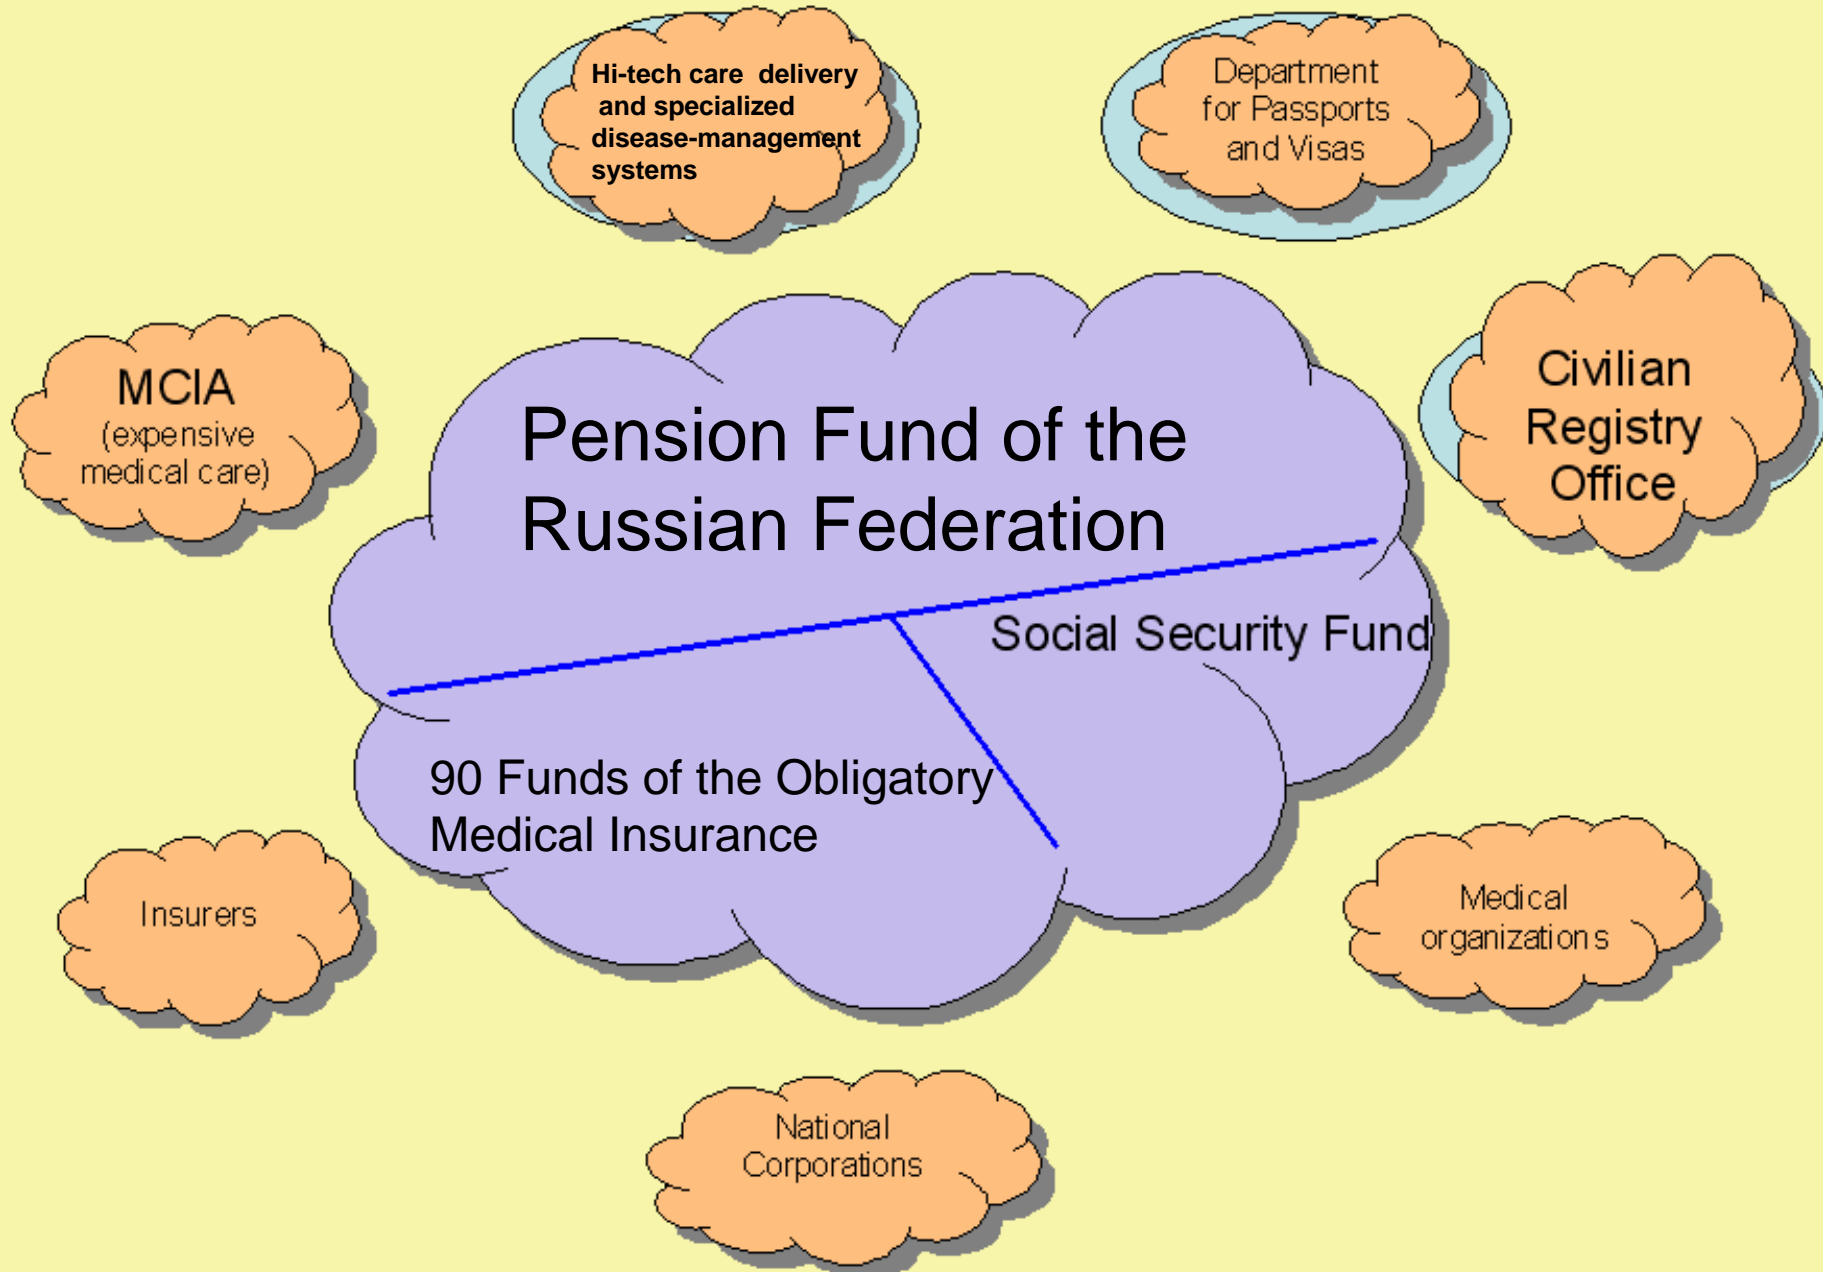 Hi-tech care delivery
and specialized
disease-management
systems
Department
for Passports
and Visas
MCIA
(expensive
medical care)
Civilian
Registry
Office
Pension Fund of the
Russian Federation
Social Security Fund
90 Funds of the Obligatory
Medical Insurance
Insurers
Medical
organizations
National
Corporations